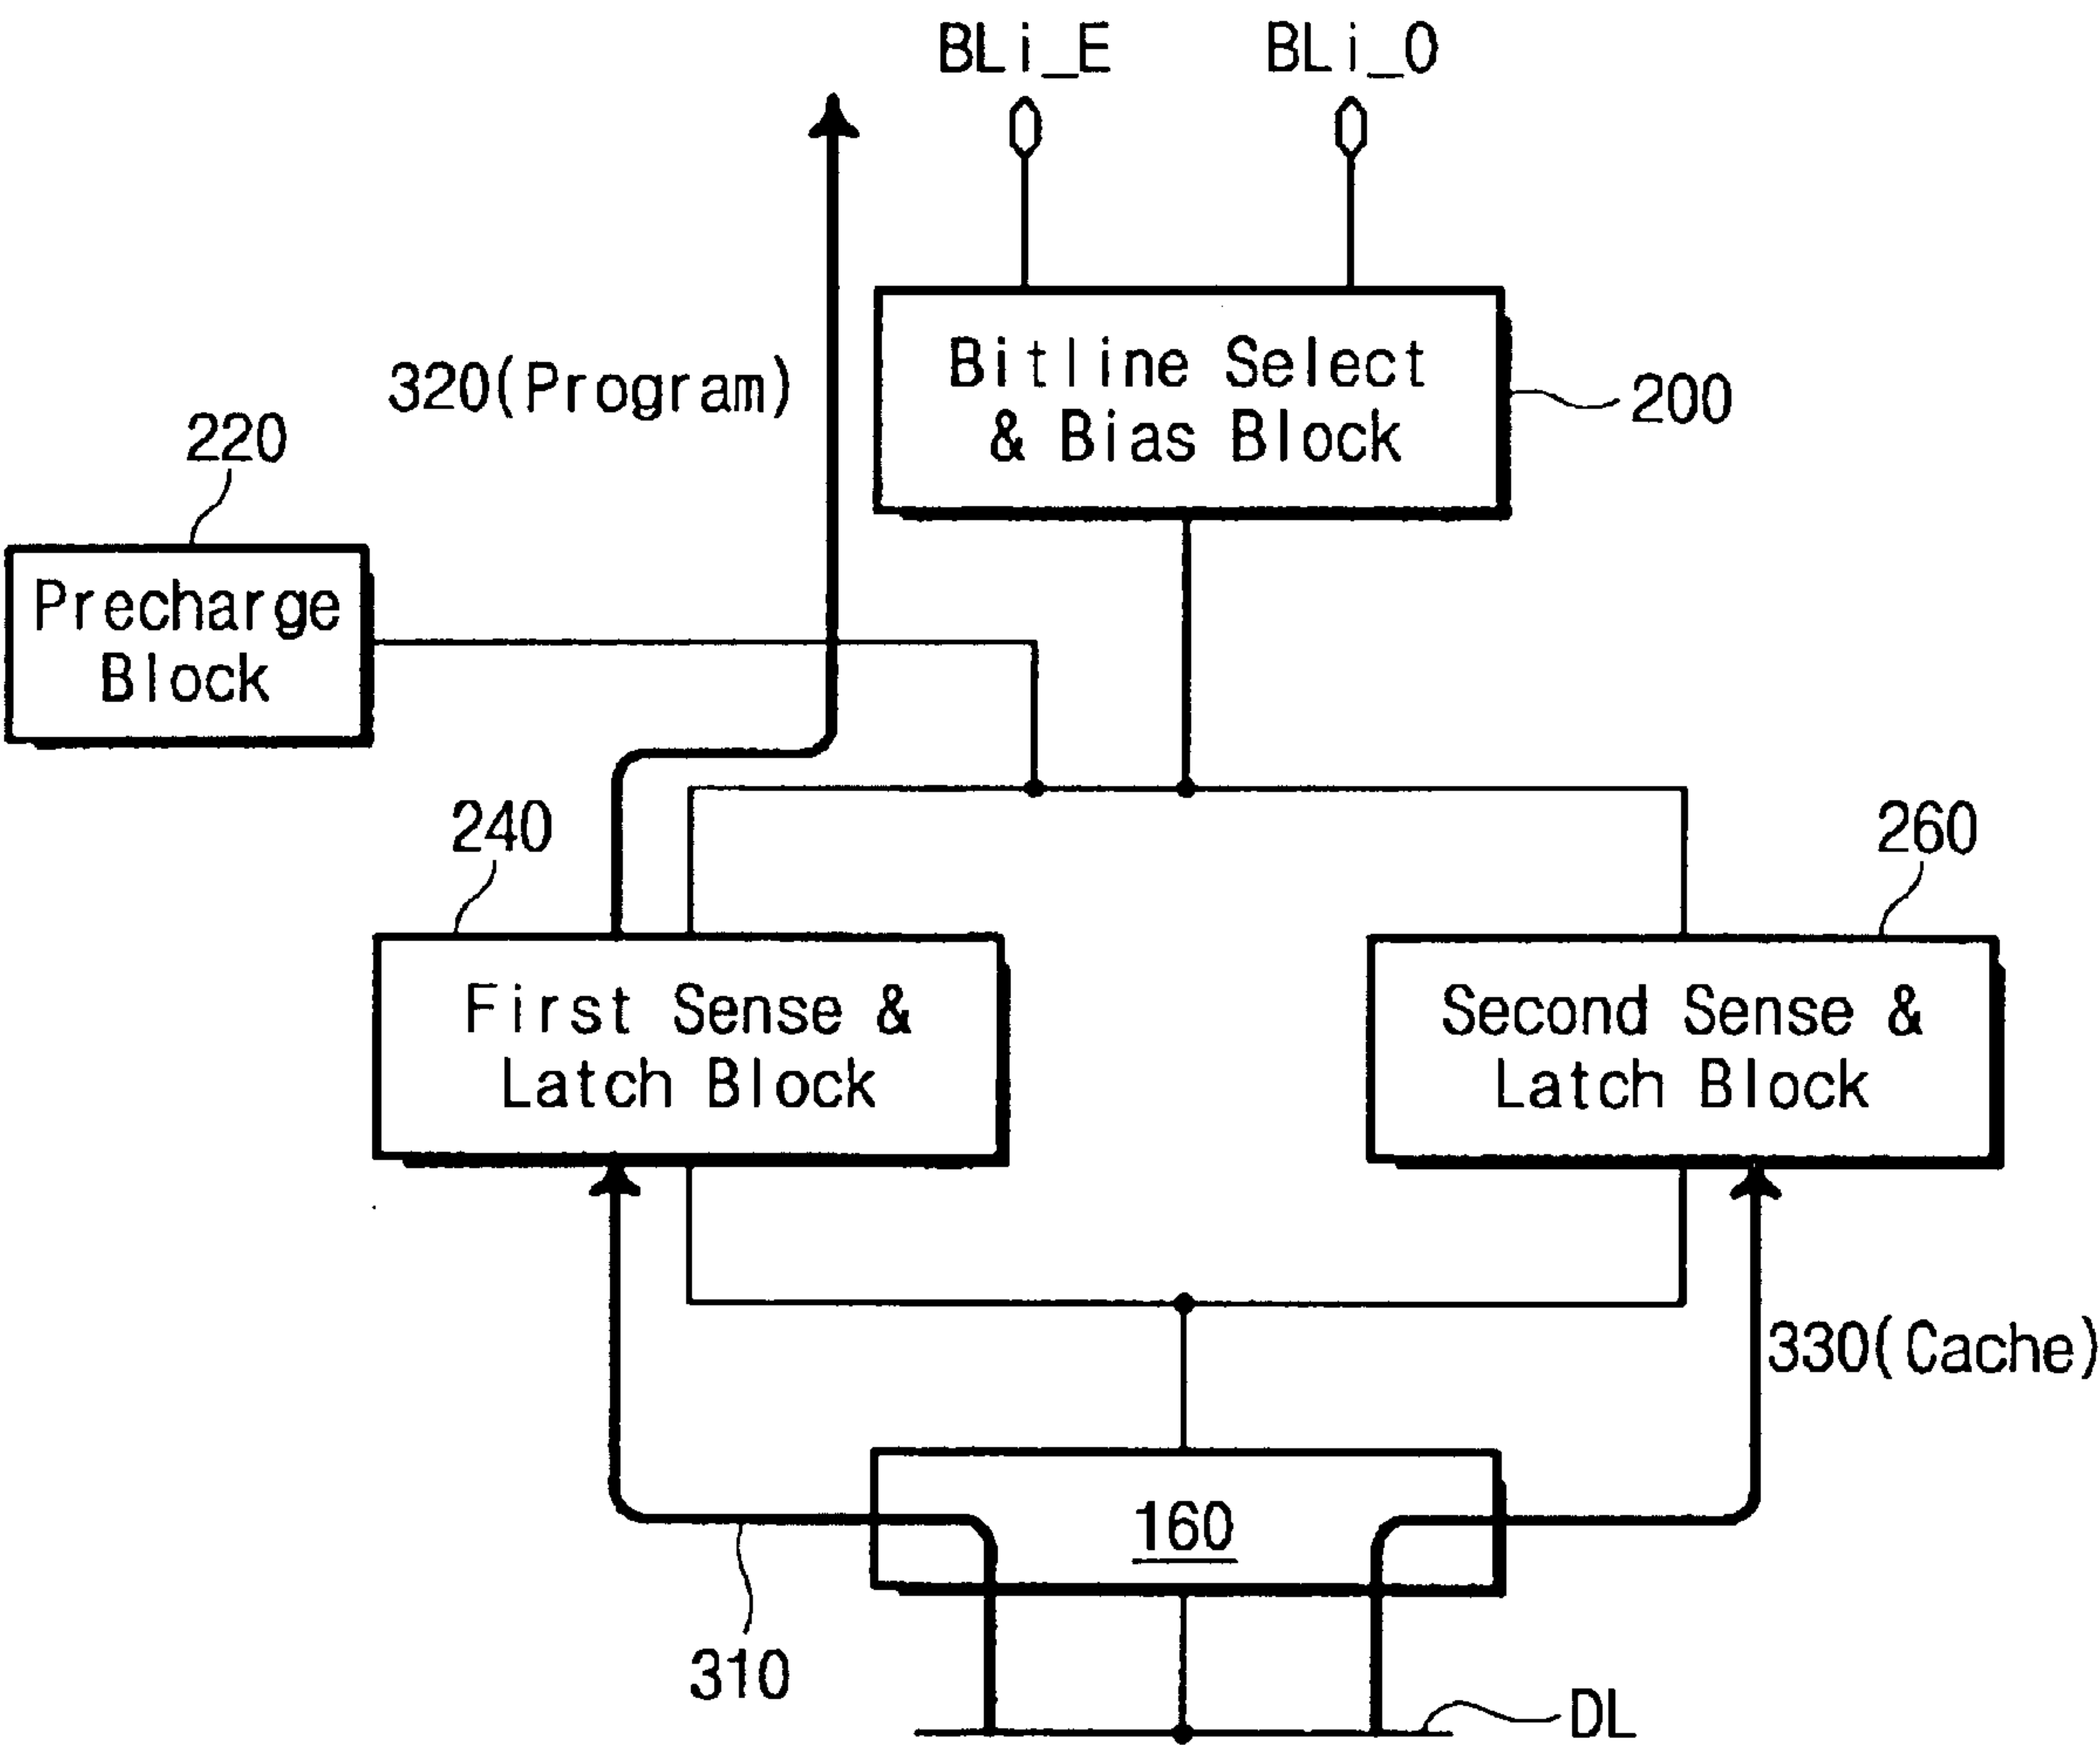 BLi_E
BLi_O
320(Program)
Bitline Select
& Bias Block
200
220
Precharge
Block
240
260
First Sense &
Latch Block
Second Sense &
Latch Block
330(Cache)
160
310
DL